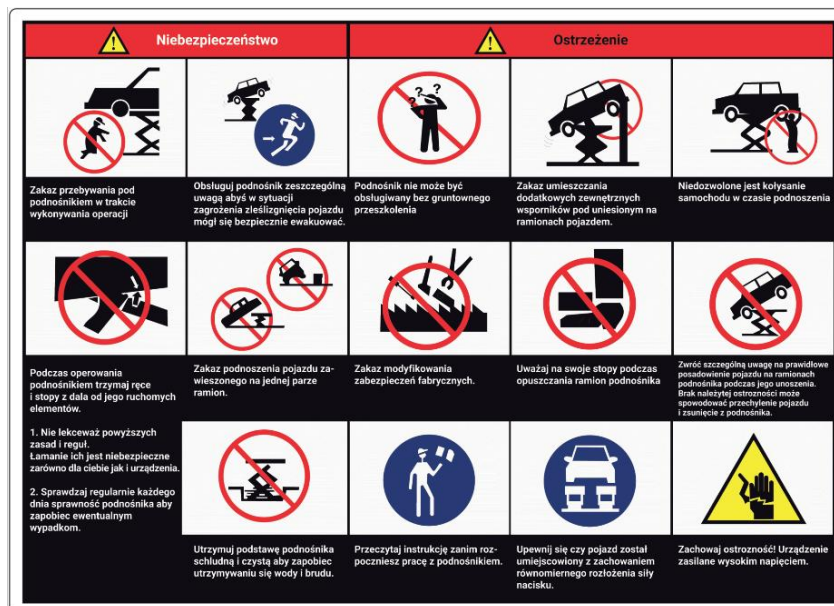 Niebezpieczeństwo
Ostrzeżenie
Zakaz przebywania pod
podnośnikiem w trakcie
wykonywania operacji
Obsługuj podnośnik zeszczególną
uwagą abyś w sytuacji
zagrożenia ześlizgnięcia pojazdu
mógł się bezpiecznie ewakuować.
Podnośnik nie może być
obsługiwany bez gruntownego
przeszkolenia
Zakaz umieszczania
dodatkowych zewnętrznych
wsporników pod uniesionym na
ramionach pojazdem.
Niedozwolone jest kołysanie
samochodu w czasie podnoszenia
Podczas operowania
podnośnikiem trzymaj ręce
i stopy z dala od jego ruchomych
elementów.
1. Nie lekceważ powyższych
zasad i reguł.
Łamanie ich jest niebezpieczne
zarówno dla ciebie jak i urządzenia.
2. Sprawdzaj regularnie każdego
dnia sprawność podnośnika aby
zapobiec ewentualnym
wypadkom.
Zakaz podnoszenia pojazdu za-
wieszonego na jednej parze
ramion.
Zakaz modyfikowania
zabezpieczeń fabrycznych.
Uważaj na swoje stopy podczas
opuszczania ramion podnośnika
Zwróć szczególną uwagę na prawidłowe
posadowienie pojazdu na ramionach
podnośnika podczas jego unoszenia.
Brak należytej ostrozności może
spowodować przechylenie pojazdu
i zsunięcie z podnośnika.
Utrzymuj podstawę podnośnika
schludną i czystą aby zapobiec
utrzymywaniu się wody i brudu.
Przeczytaj instrukcję zanim roz-
poczniesz pracę z podnośnikiem.
Upewnij się czy pojazd został
umiejscowiony z zachowaniem
równomiernego rozłożenia siły
nacisku.
Zachowaj ostrozność! Urządzenie
zasilane wysokim napięciem.